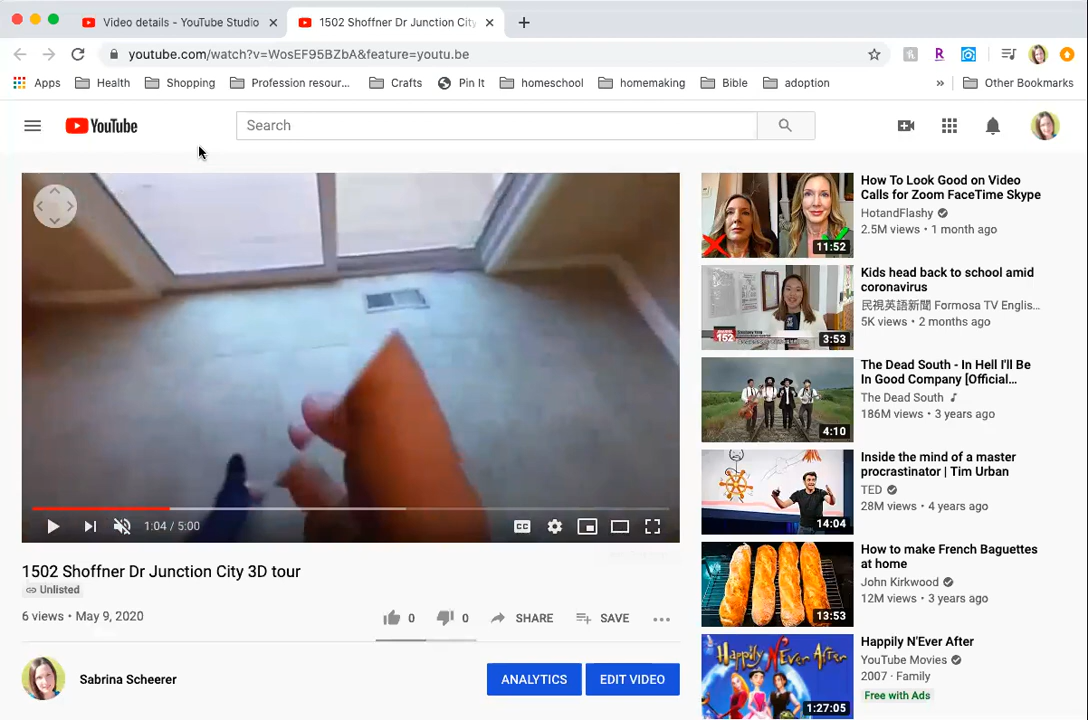 Video details - YouTube Studio
1502 Shoffner Dr Junction City
youtube.com/watch?v=WosEF95BZbA&feature=youtu.be
R
Apps
Health
Shopping
Profession resour...
Crafts
Pin It
homeschool
homemaking
Bible
adoption
»
Other Bookmarks
YouTube
Search
1:04 / 5:00
CC
1502 Shoffner Dr Junction City 3D tour
Unlisted
6 views • May 9, 2020
0
0
SHARE
SAVE
Sabrina Scheerer
ANALYTICS
EDIT VIDEO
11:52
How To Look Good on Video
Calls for Zoom FaceTime Skype
HotandFlashy
2.5M views • 1 month ago
152
3:53
Kids head back to school amid
coronavirus
民視英語新聞 Formosa TV Englis...
5K views • 2 months ago
4:10
The Dead South - In Hell I'll Be
In Good Company [Official...
The Dead South
186M views • 3 years ago
14:04
Inside the mind of a master
procrastinator | Tim Urban
TED
28M views • 4 years ago
13:53
How to make French Baguettes
at home
John Kirkwood
12M views • 3 years ago
Happily N'Ever After
1:27:05
Happily N'Ever After
YouTube Movies
2007 · Family
Free with Ads